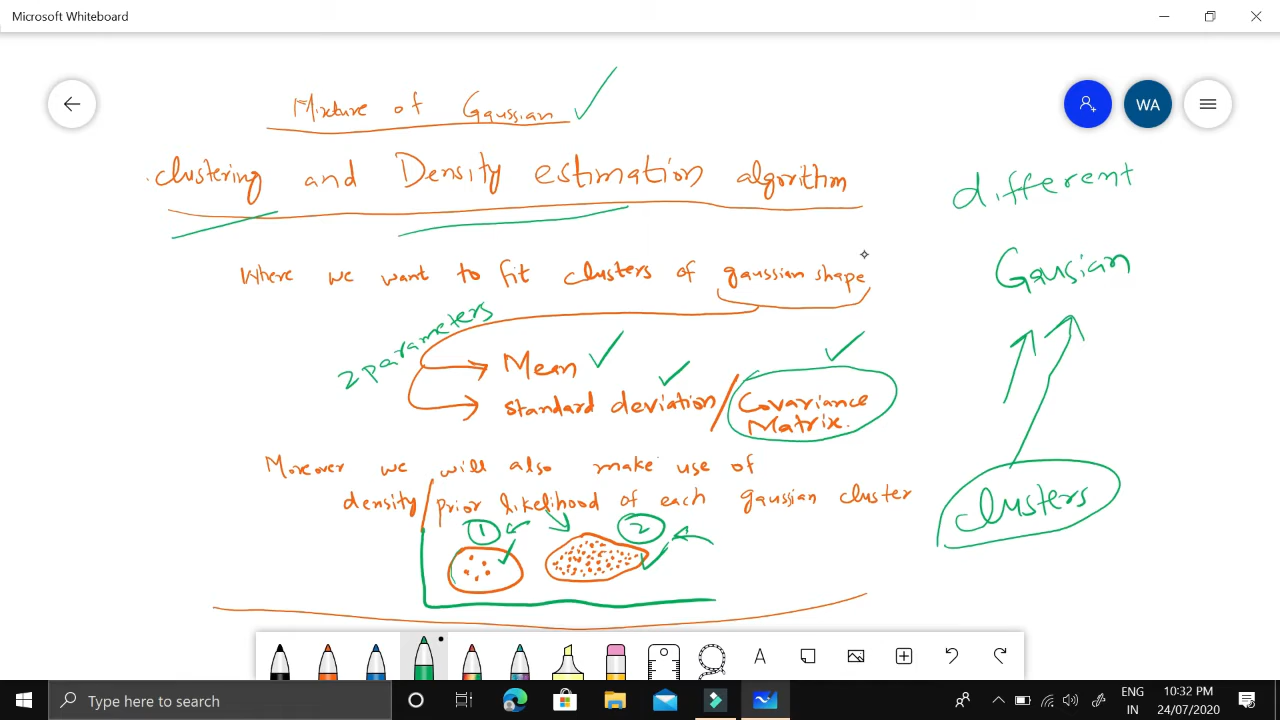 Microsoft Whiteboard
WA
Mixture of Gaussian
clustering and Density estimation algorithm
Where we want to fit clusters of gaussian shape
2 parameters
Mean
standard deviation / Covariance
Matrix.
Moreover we will also make use of
density / prior likelihood of each gaussian cluster
1
2
different
Gausian
clusters
A
Type here to search
ENG
IN
10:32 PM
24/07/2020